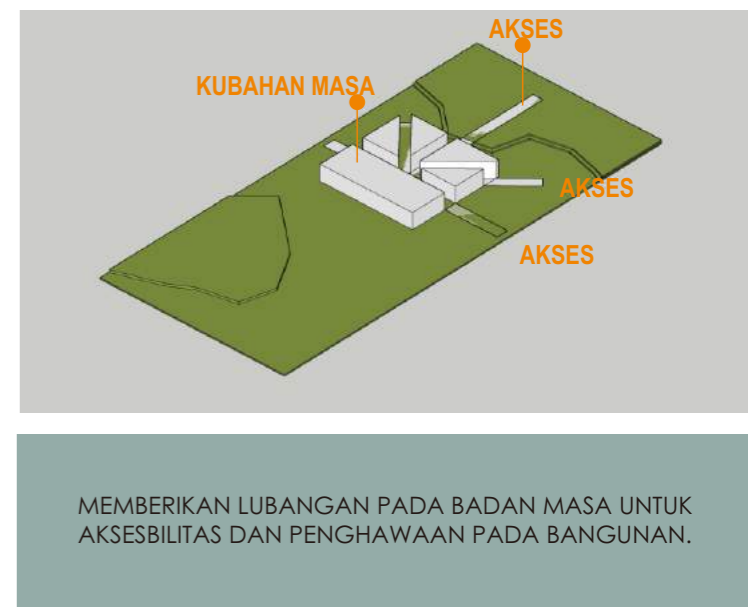 AKSES
KUBAHAN MASA
AKSES
AKSES
MEMBERIKAN LUBANGAN PADA BADAN MASA UNTUK
AKSESBILITAS DAN PENGHAWAAN PADA BANGUNAN.